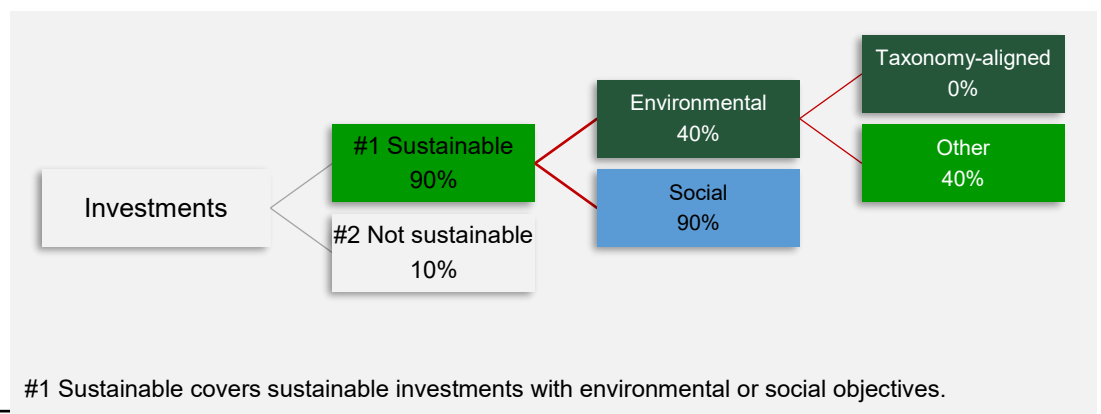 Investments
#1 Sustainable
90%
#2 Not sustainable
10%
Environmental
40%
Social
90%
Taxonomy-aligned
0%
Other
40%
#1 Sustainable covers sustainable investments with environmental or social objectives.